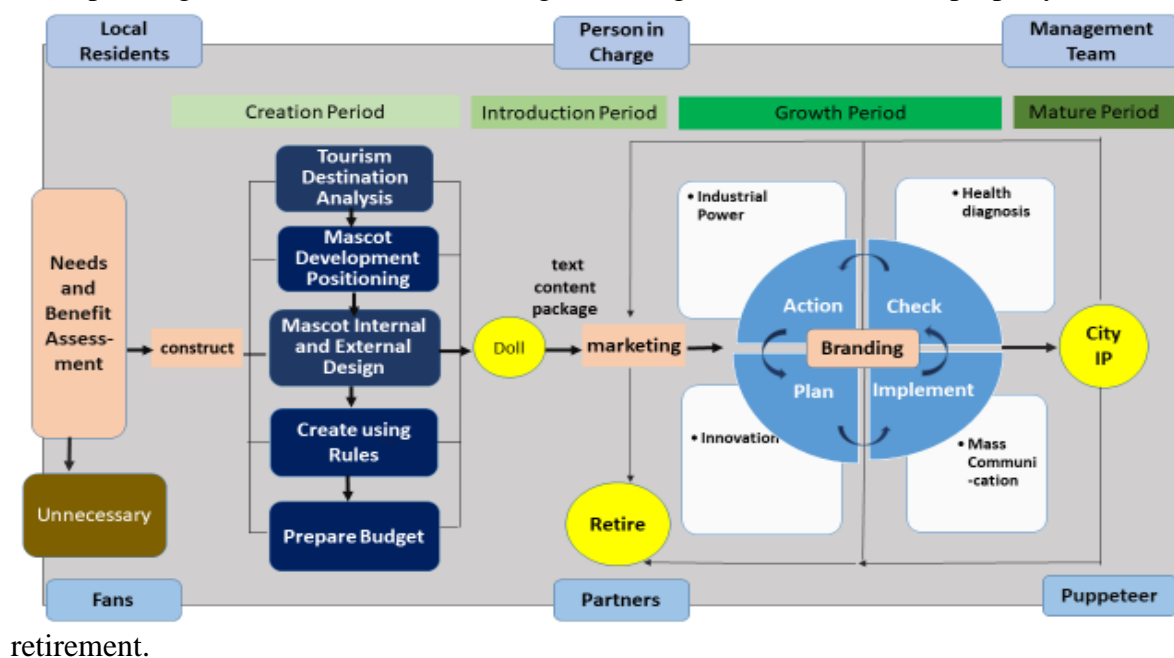 Local
Residents
Person in
Charge
Management
Team
Creation Period
Introduction Period
Growth Period
Mature Period
Needs
and
Benefit
Assess-
ment
Unnecessary
construct
Tourism
Destination
Analysis
Mascot
Development
Positioning
Mascot Internal
and External
Design
Create using
Rules
Prepare Budget
Doll
text
content
package
marketing
Retire
• Industrial
Power
• Health
diagnosis
Action
Check
Branding
Plan
Implement
• Innovation
• Mass
Communi
-cation
City
IP
Fans
Partners
Puppeteer
retirement.